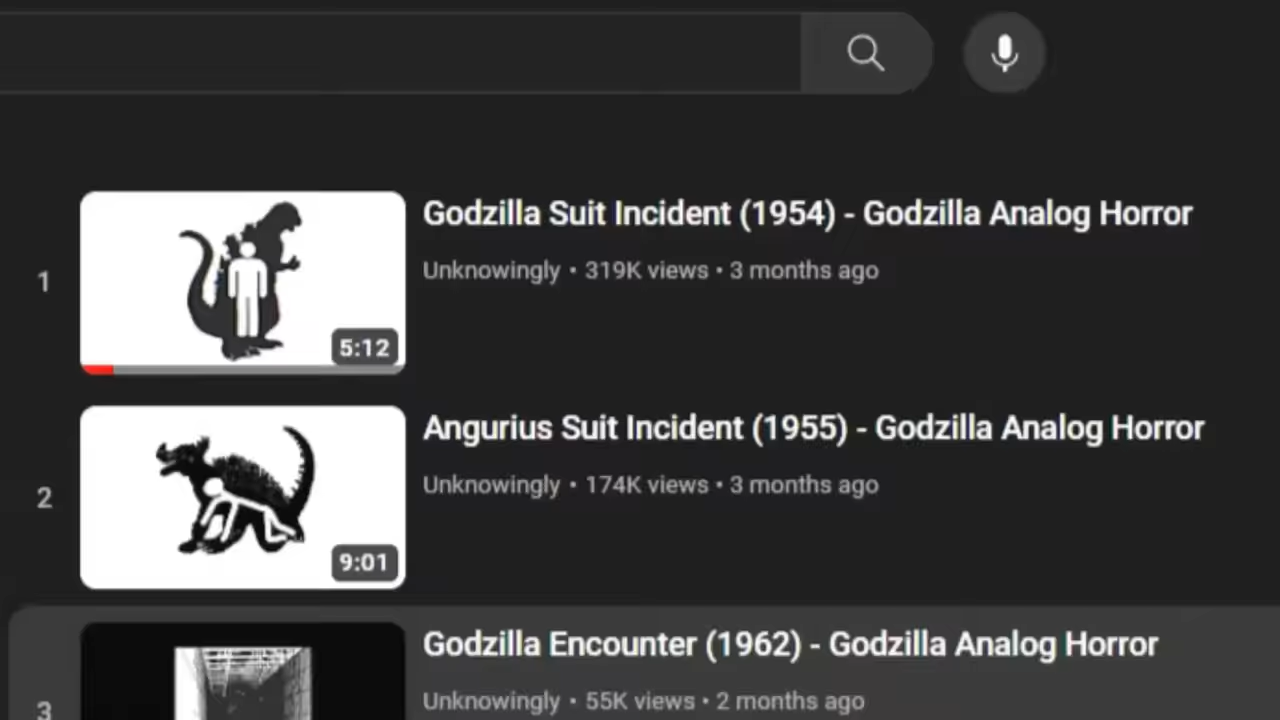 Godzilla Suit Incident (1954) - Godzilla Analog Horror
Unknowingly • 319K views • 3 months ago
1
5:12
Angurius Suit Incident (1955) - Godzilla Analog Horror
Unknowingly • 174K views • 3 months ago
2
9:01
Godzilla Encounter (1962) - Godzilla Analog Horror
Unknowingly • 55K views • 2 months ago
3